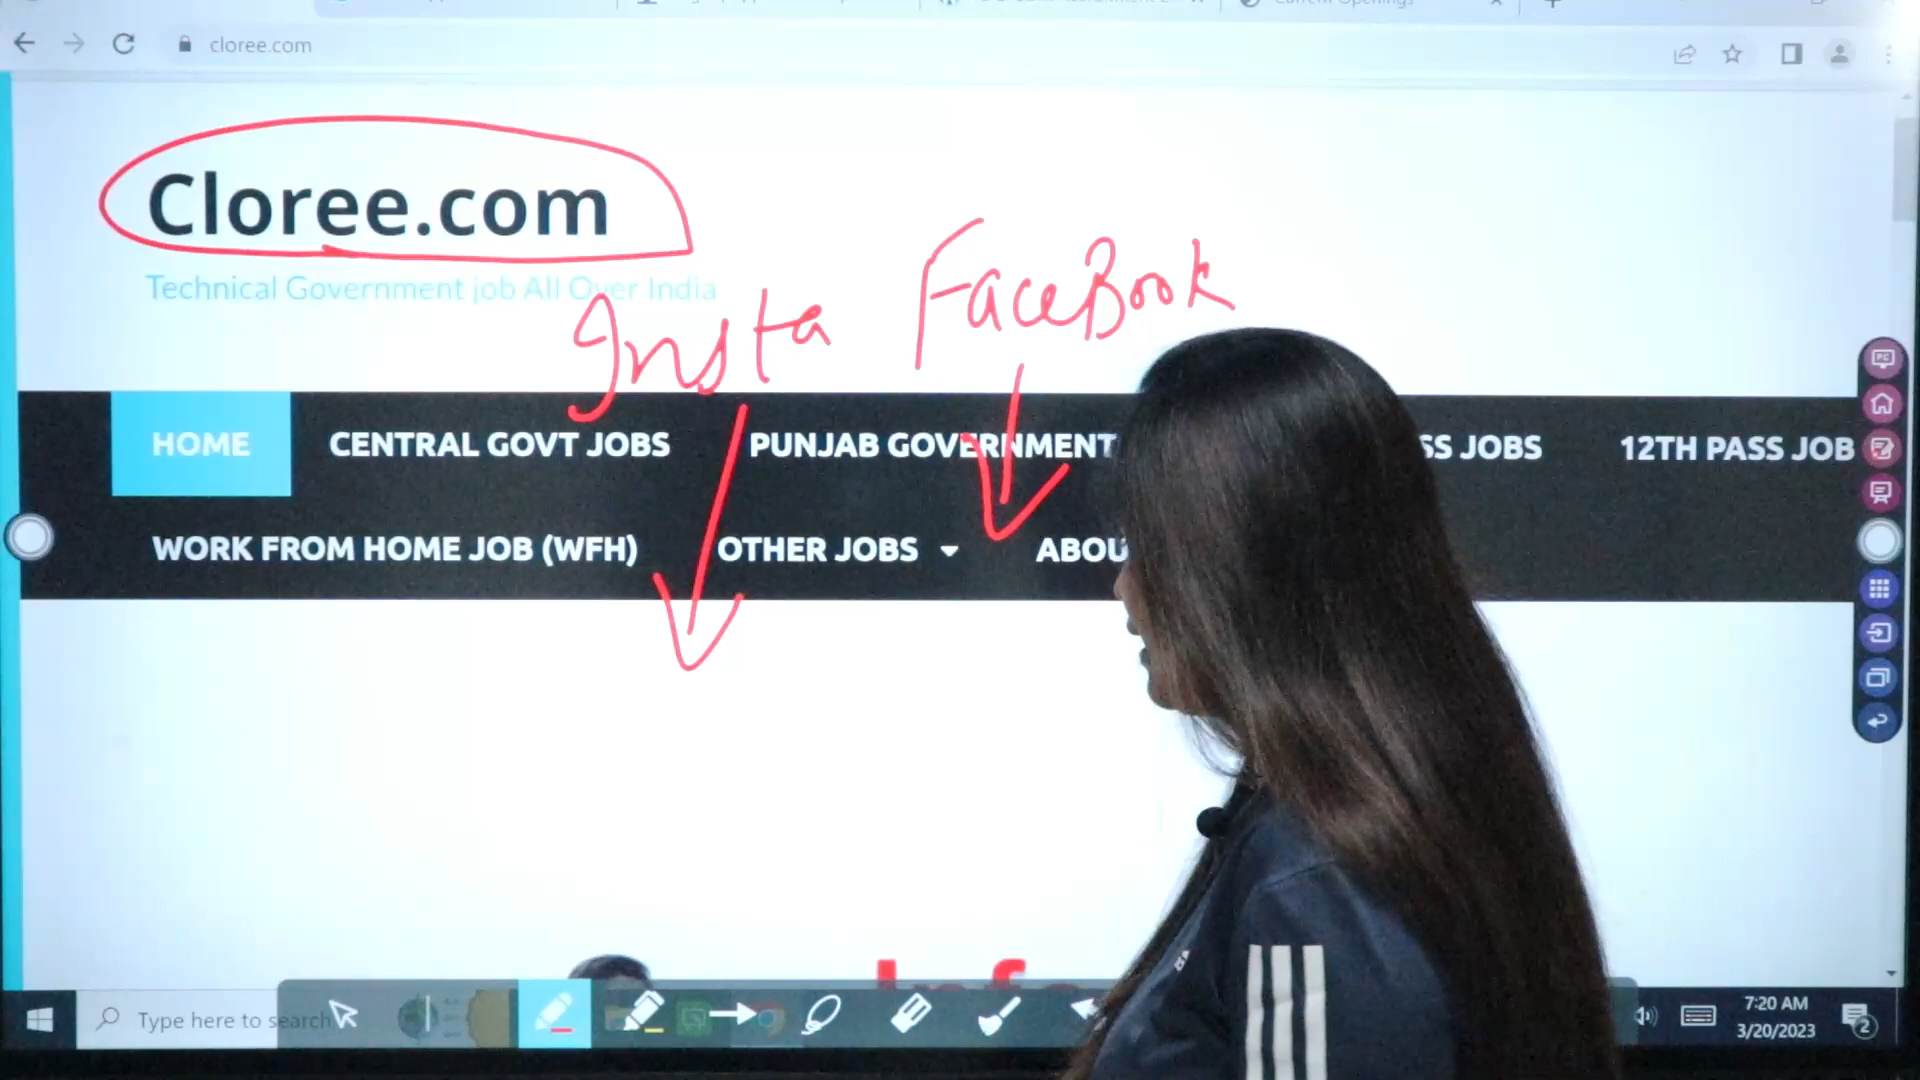 cloree.com
Cloree.com
Technical Government job All Over India
Insta FaceBook
HOME CENTRAL GOVT JOBS PUNJAB GOVERNMENT SS JOBS 12TH PASS JOB
WORK FROM HOME JOB (WFH) OTHER JOBS ABOU
PC
Type here to search
7:20 AM
3/20/2023
2